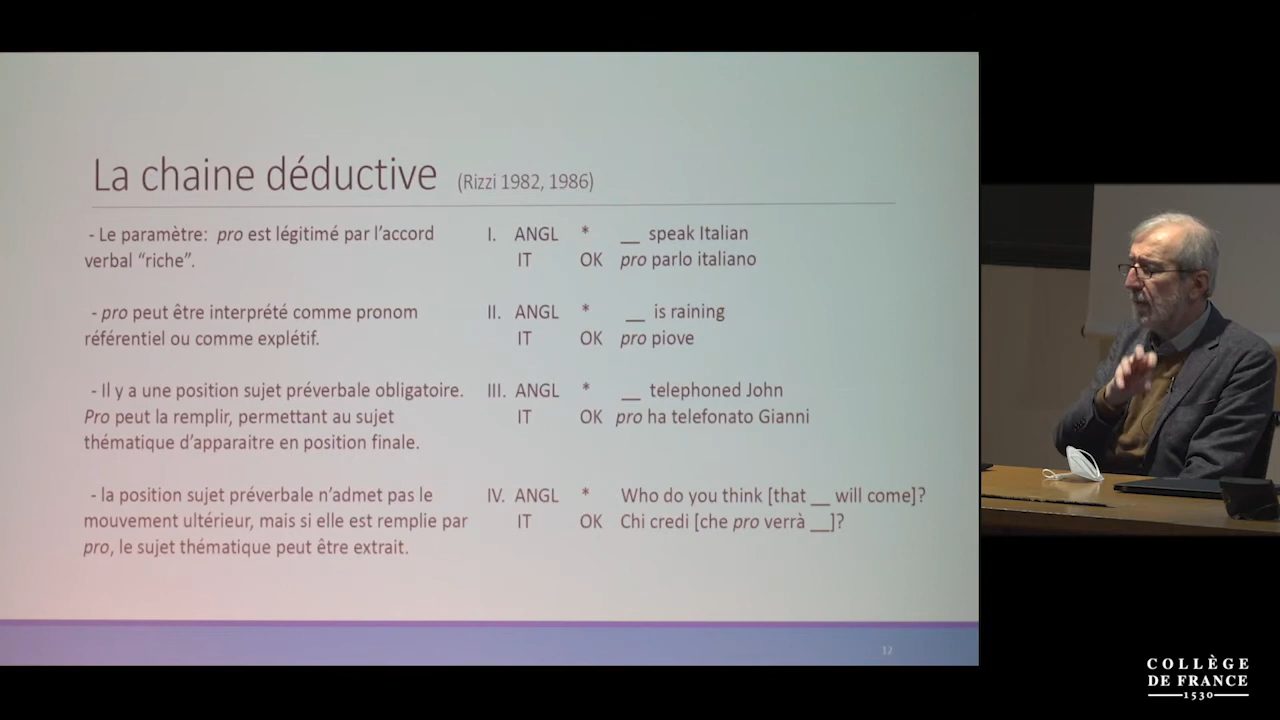 La chaine déductive (Rizzi 1982, 1986)
- Le paramètre: pro est légitimé par l'accord
verbal "riche".
I. ANGL * __ speak Italian
IT OK pro parlo italiano
- pro peut être interprété comme pronom
référentiel ou comme explétif.
II. ANGL * __ is raining
IT OK pro piove
- Il y a une position sujet préverbale obligatoire.
Pro peut la remplir, permettant au sujet
thématique d'apparaitre en position finale.
III. ANGL * __ telephoned John
IT OK pro ha telefonato Gianni
- la position sujet préverbale n'admet pas le
mouvement ultérieur, mais si elle est remplie par
pro, le sujet thématique peut être extrait.
IV. ANGL * Who do you think [that __ will come]?
IT OK Chi credi [che pro verrà __]?
12
COLLÈGE
DE FRANCE
1530